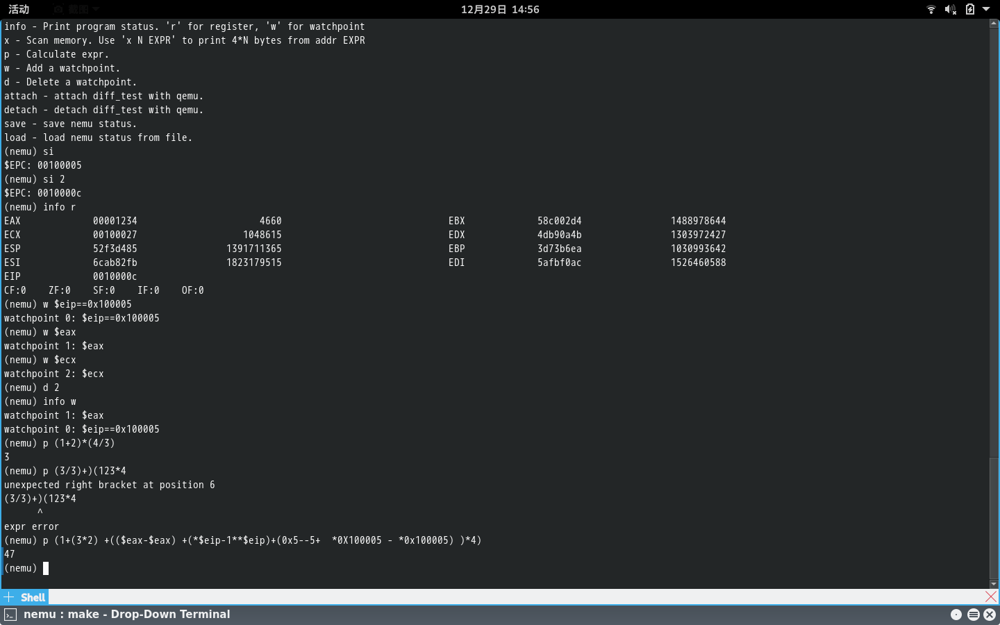 活动 截图 12月29日 14:56
info - Print program status. 'r' for register, 'w' for watchpoint
x - Scan memory. Use 'x N EXPR' to print 4*N bytes from addr EXPR
p - Calculate expr.
w - Add a watchpoint.
d - Delete a watchpoint.
attach - attach diff_test with qemu.
detach - detach diff_test with qemu.
save - save nemu status.
load - load nemu status from file.
(nemu) si
$EPC: 00100005
(nemu) si 2
$EPC: 0010000c
(nemu) info r
EAX 00001234 4660 EBX 58c002d4 1488978644
ECX 00100027 1048615 EDX 4db90a4b 1303972427
ESP 52f3d485 1391711365 EBP 3d73b6ea 1030993642
ESI 6cab82fb 1823179515 EDI 5afbf0ac 1526460588
EIP 0010000c
CF:0 ZF:0 SF:0 IF:0 OF:0
(nemu) w $eip==0x100005
watchpoint 0: $eip==0x100005
(nemu) w $eax
watchpoint 1: $eax
(nemu) w $ecx
watchpoint 2: $ecx
(nemu) d 2
(nemu) info w
watchpoint 1: $eax
watchpoint 0: $eip==0x100005
(nemu) p (1+2)*(4/3)
3
(nemu) p (3/3)+)(123*4
unexpected right bracket at position 6
(3/3)+)(123*4
^
expr error
(nemu) p (1+(3*2) +(($eax-$eax) +(*$eip-1**$eip)+(0x5--5+  *0X100005 - *0x100005) )*4)
47
(nemu)
Shell
nemu : make - Drop-Down Terminal